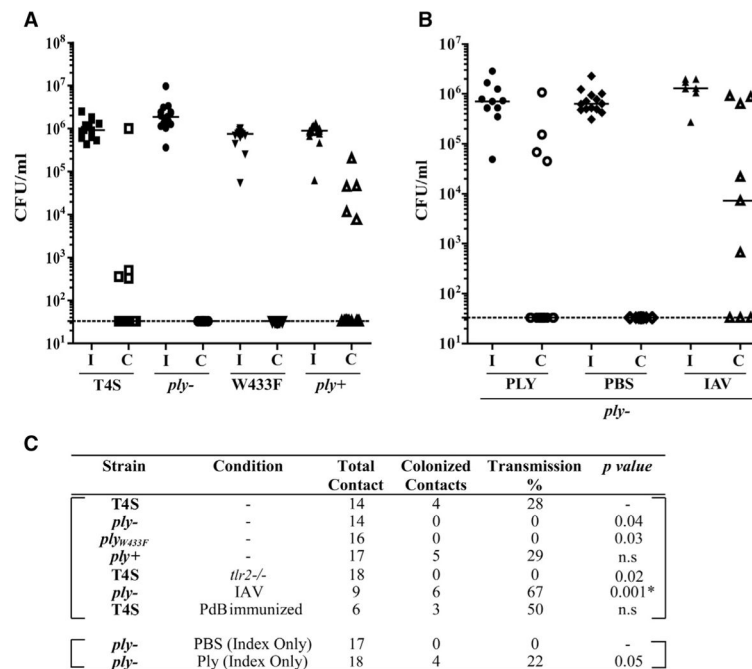 A
CFU/ml
10^8
10^7
10^6
10^5
10^4
10^3
10^2
10^1
I C I C I C I C
T4S ply- W433F ply+
B
CFU/ml
10^7
10^6
10^5
10^4
10^3
10^2
10^1
I C I C I C
PLY PBS IAV
ply-
C
Strain Condition Total Contact Colonized Contacts Transmission % p value
T4S - 14 4 28 -
ply- - 14 0 0 0.04
plyW433F - 16 0 0 0.03
ply+ - 17 5 29 n.s
T4S tlr2-/- 18 0 0 0.02
ply- IAV 9 6 67 0.001*
T4S PdB immunized 6 3 50 n.s
ply- PBS (Index Only) 17 0 0 -
ply- Ply (Index Only) 18 4 22 0.05